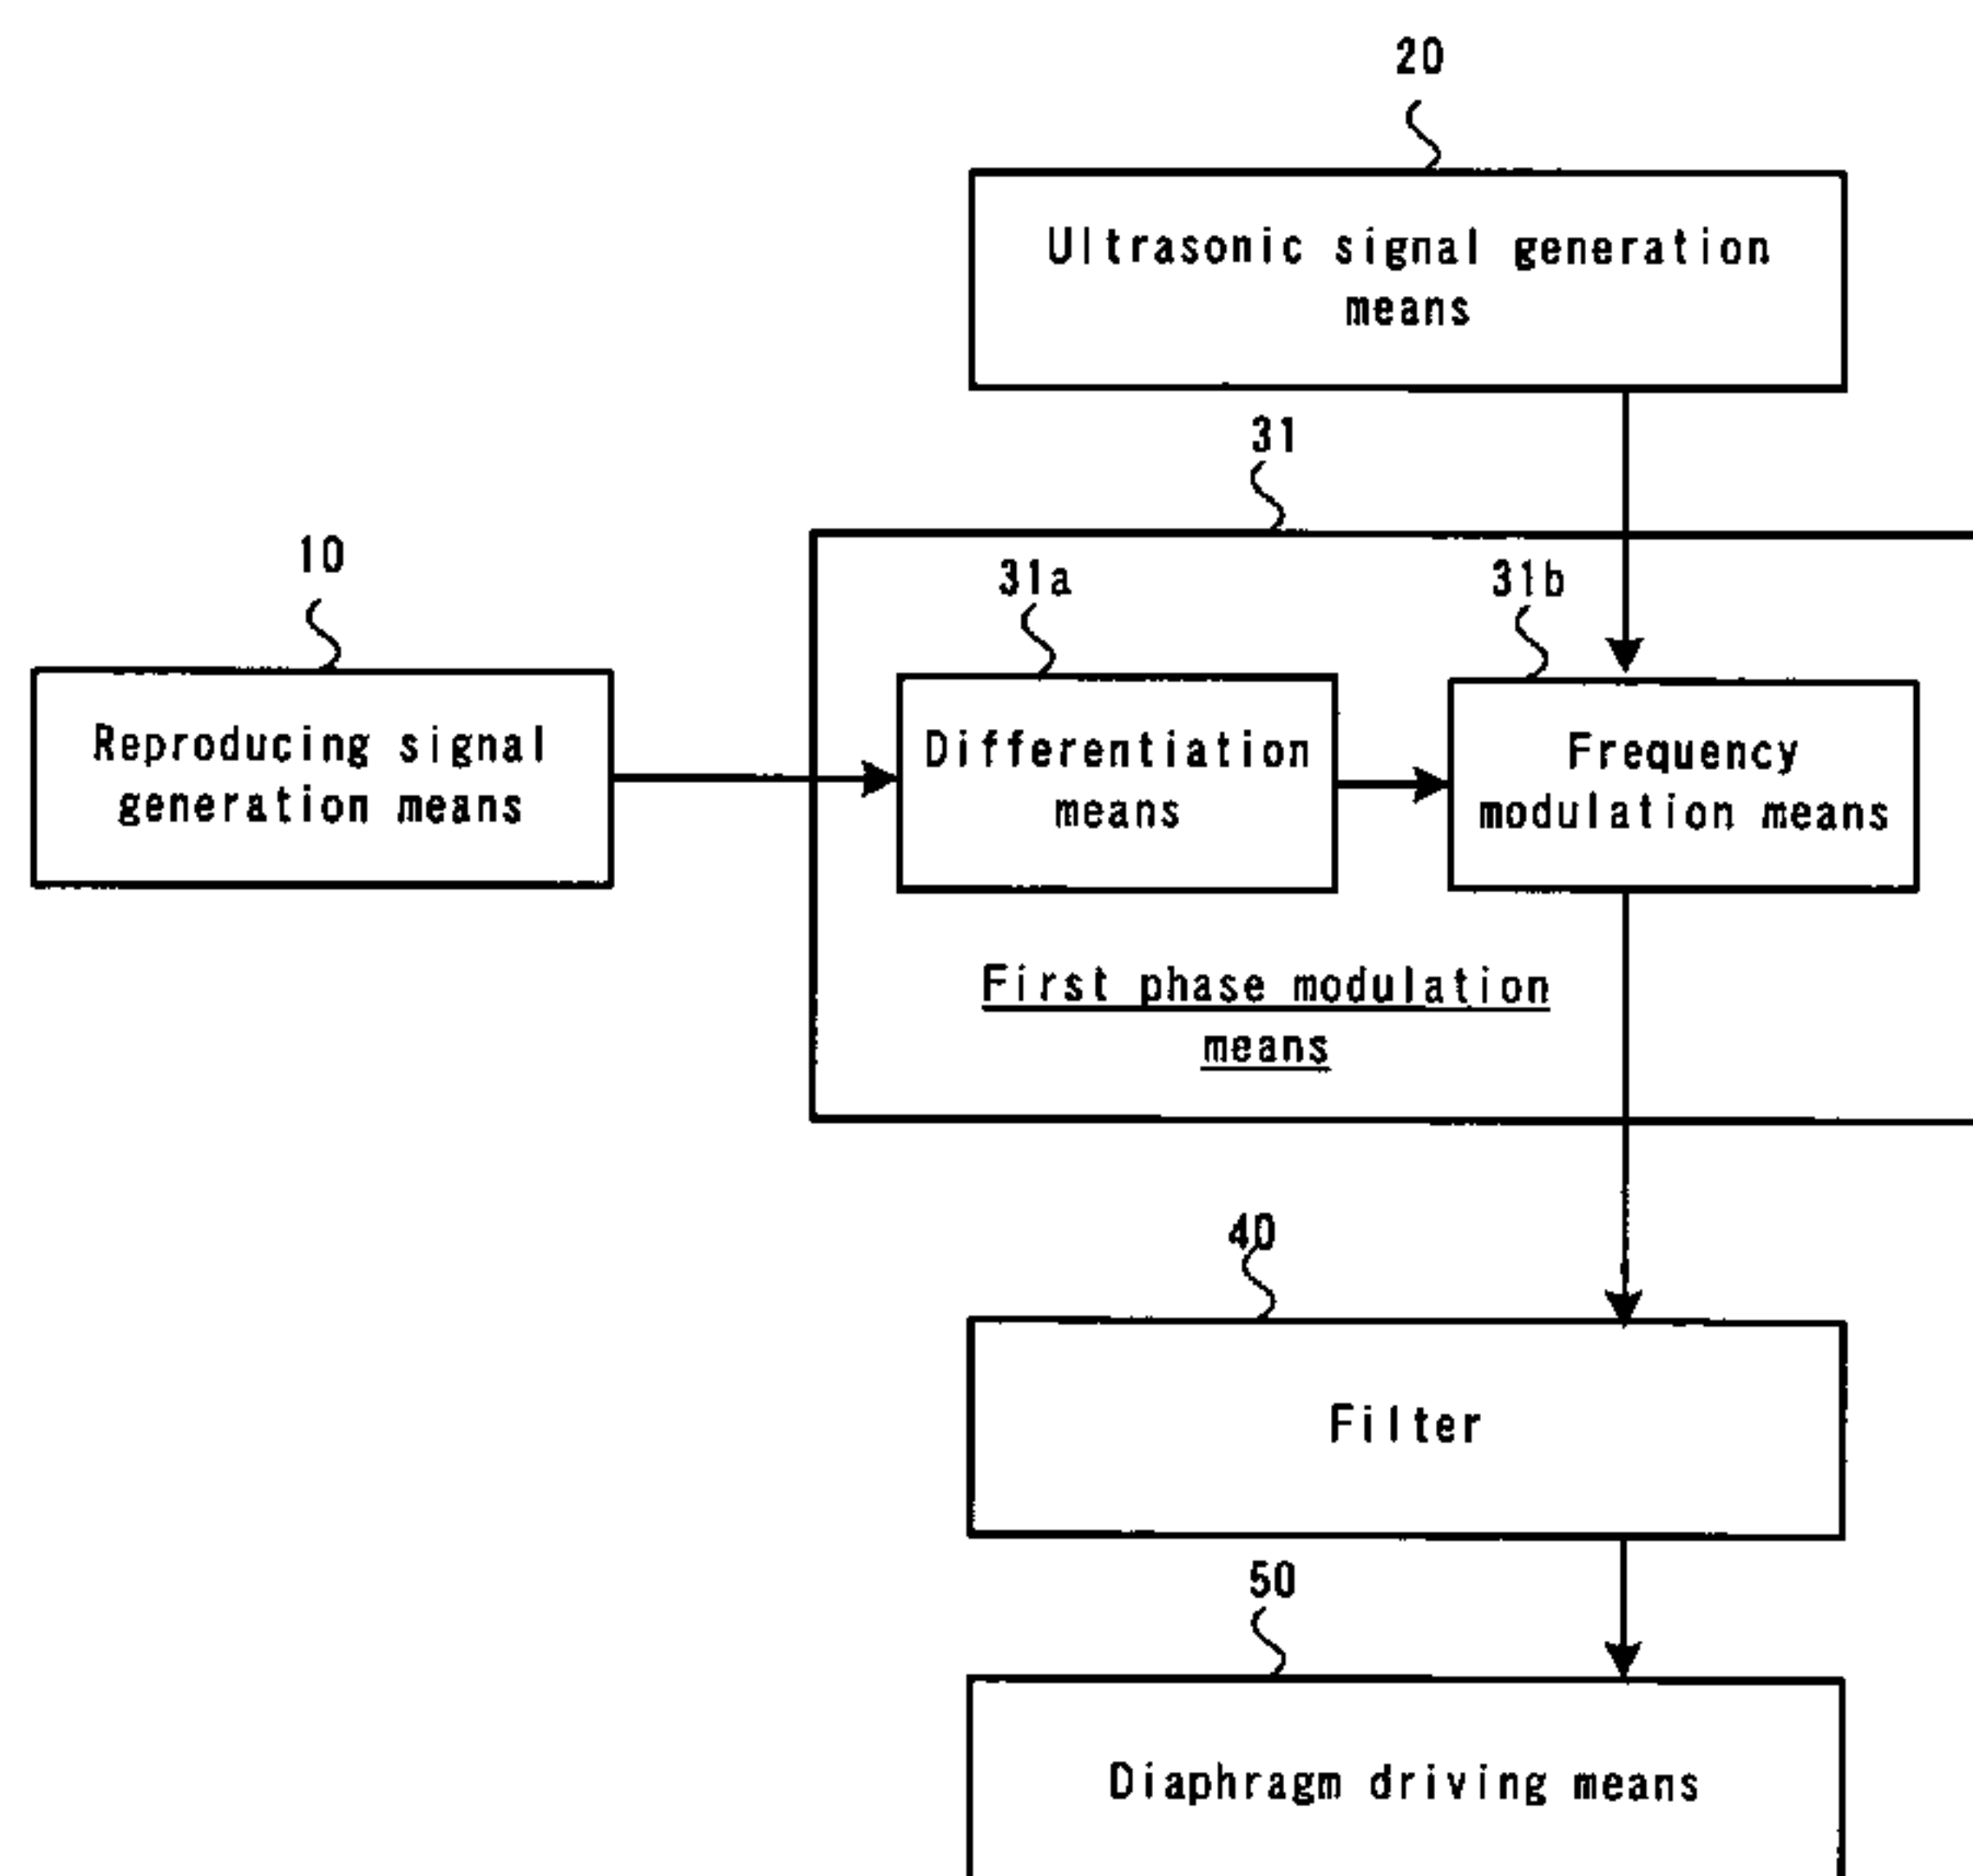 20
Ultrasonic signal generation
means
31
10
31a
31b
Reproducing signal
generation means
Differentiation
means
Frequency
modulation means
First phase modulation
means
40
Filter
50
Diaphragm driving means